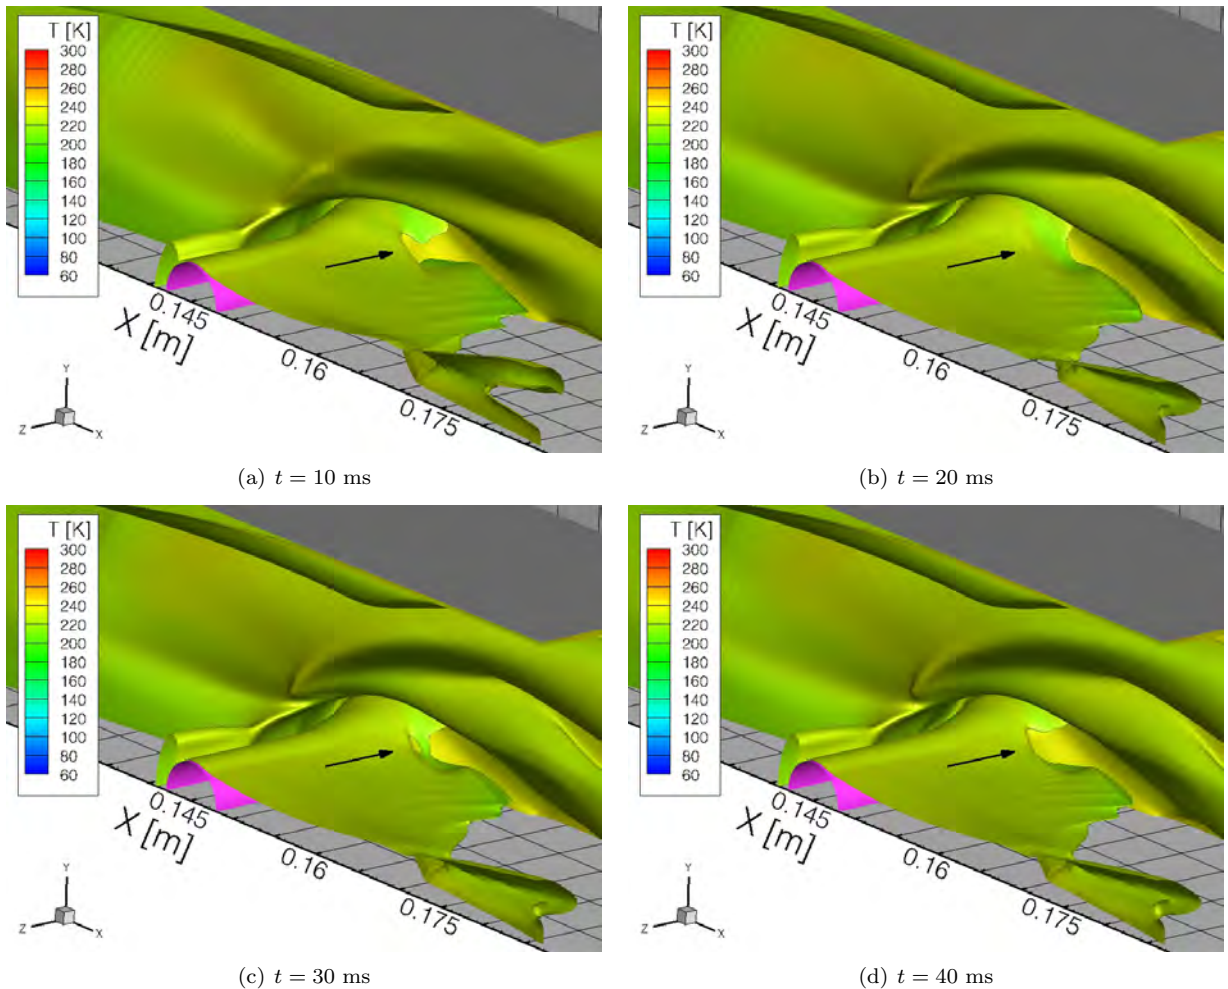 T [K]
300
280
260
240
220
200
180
160
140
120
100
80
60
0.145
X [m]
0.16
0.175
Y
Z
X
(a) t = 10 ms
T [K]
300
280
260
240
220
200
180
160
140
120
100
80
60
0.145
X [m]
0.16
0.175
Y
Z
X
(b) t = 20 ms
T [K]
300
280
260
240
220
200
180
160
140
120
100
80
60
0.145
X [m]
0.16
0.175
Y
Z
X
(c) t = 30 ms
T [K]
300
280
260
240
220
200
180
160
140
120
100
80
60
0.145
X [m]
0.16
0.175
Y
Z
X
(d) t = 40 ms